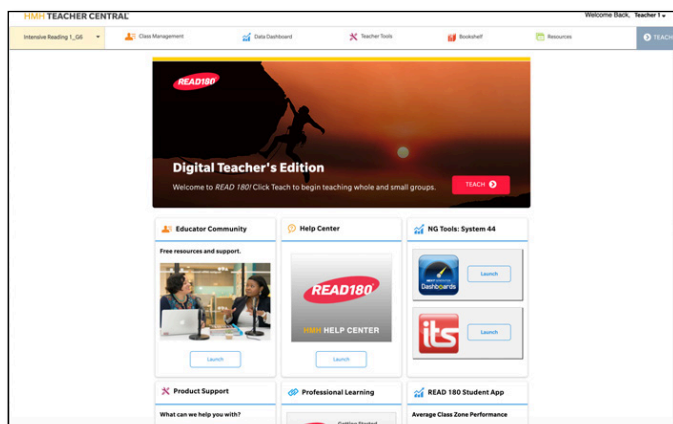 HMH TEACHER CENTRAL
Welcome Back, Teacher 1
Intensive Reading 1_G6
Class Management
Data Dashboard
Teacher Tools
Bookshelf
Resources
TEACH
READ180
Digital Teacher's Edition
Welcome to READ 180! Click Teach to begin teaching whole and small groups.
TEACH
Educator Community
Free resources and support.
Launch
Help Center
READ180
HMH HELP CENTER
Launch
NG Tools: System 44
Dashboards
Launch
its
Launch
Product Support
What can we help you with?
Professional Learning
Getting Started
READ 180 Student App
Average Class Zone Performance